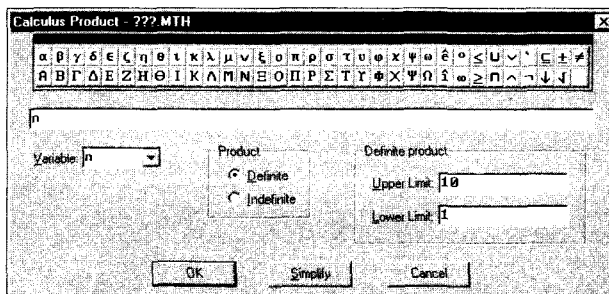 Calculus Product - ???.MTH
α β γ δ ε ζ η θ ι κ λ μ ν ξ ο π ρ σ τ υ φ χ ψ ω ê ° ≤ ∪ ∨ ` ⊆ ± ≠
Α Β Γ Δ Ε Ζ Η Θ Ι Κ Λ Μ Ν Ξ Ο Π Ρ Σ Τ Υ Φ Χ Ψ Ω î ∞ ≥ ∩ ∧ ¬ ↓ √
n
Variable: n
Product
Definite
Indefinite
Definite product
Upper Limit: 10
Lower Limit: 1
OK
Simplify
Cancel